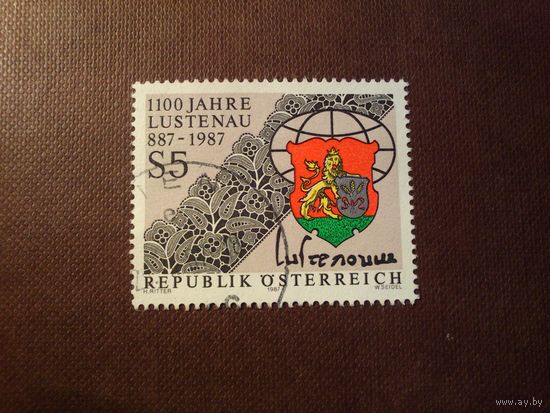 1100 JAHRE
LUSTENAU
887-1987
S5
REPUBLIK ÖSTERREICH
H.RITTER 1987 W.SEIDEL
www.ay.by